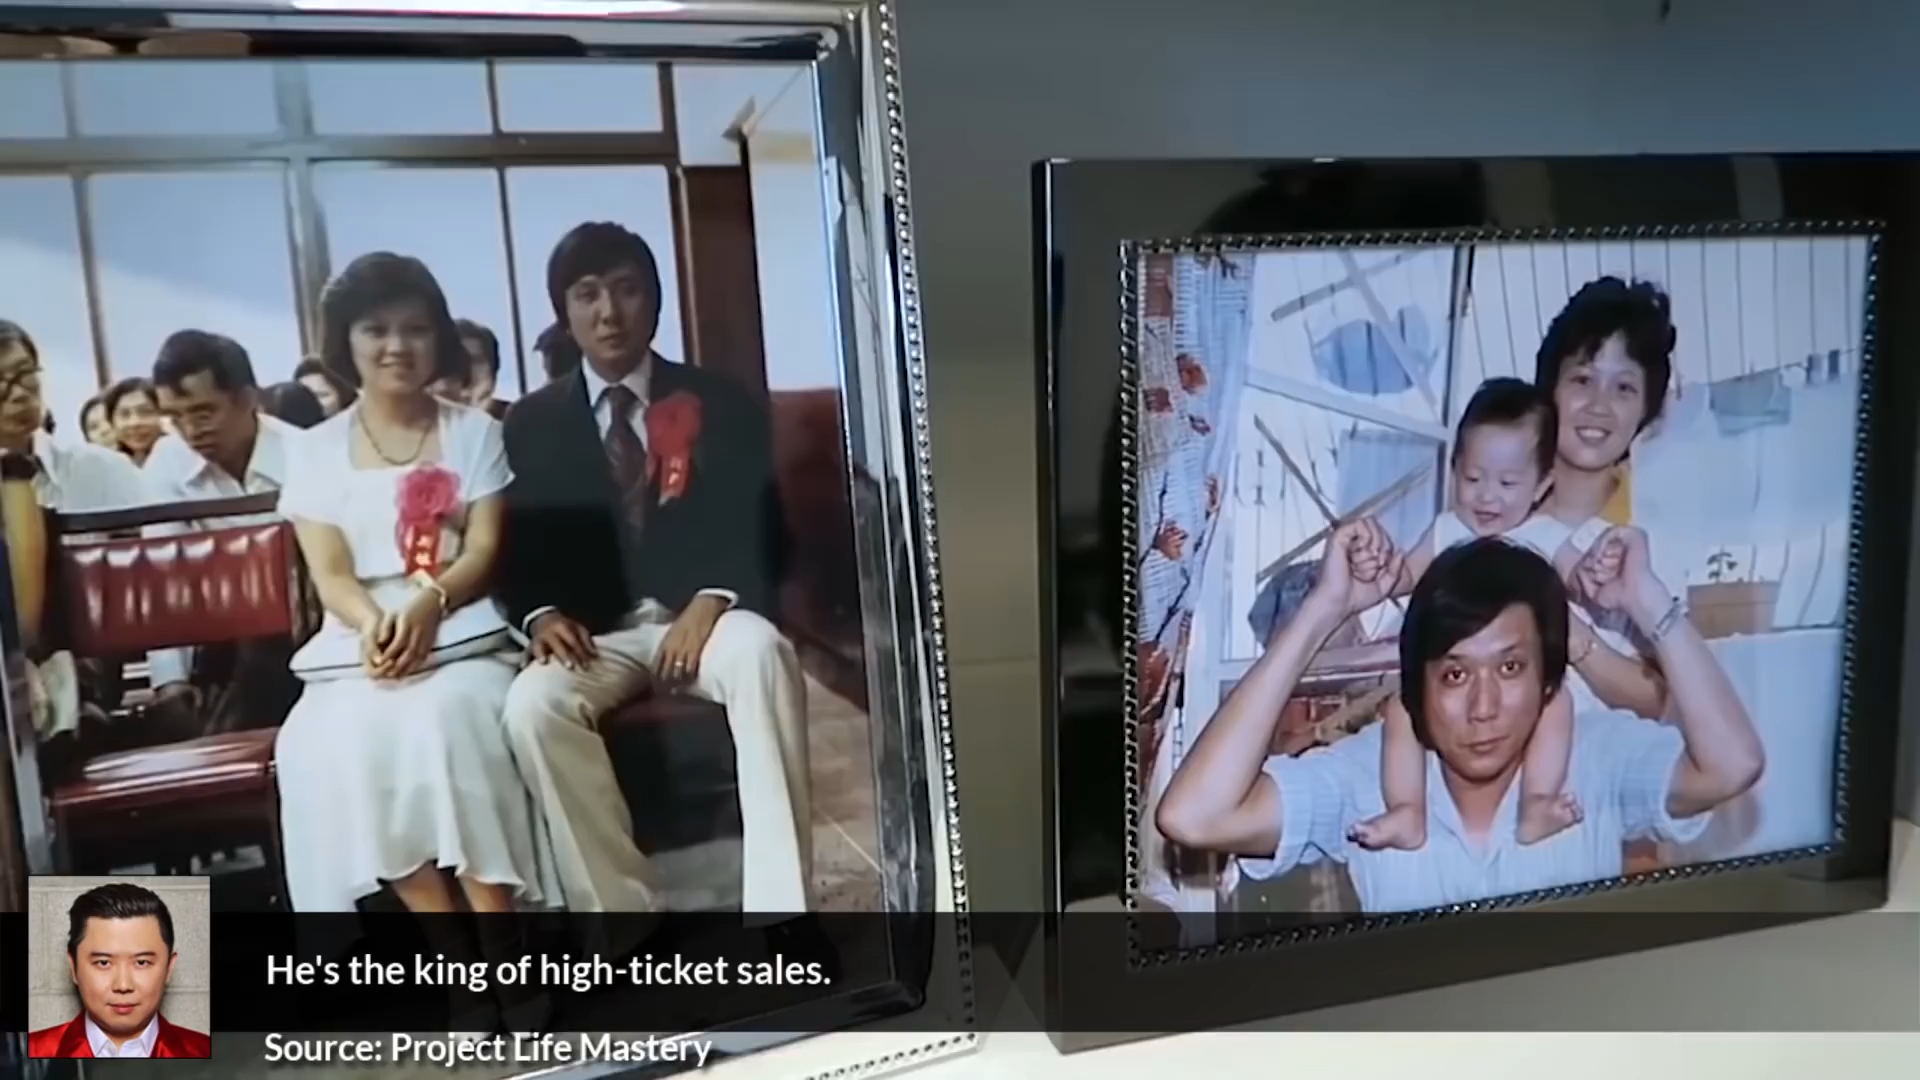 He's the king of high-ticket sales.
Source: Project Life Mastery